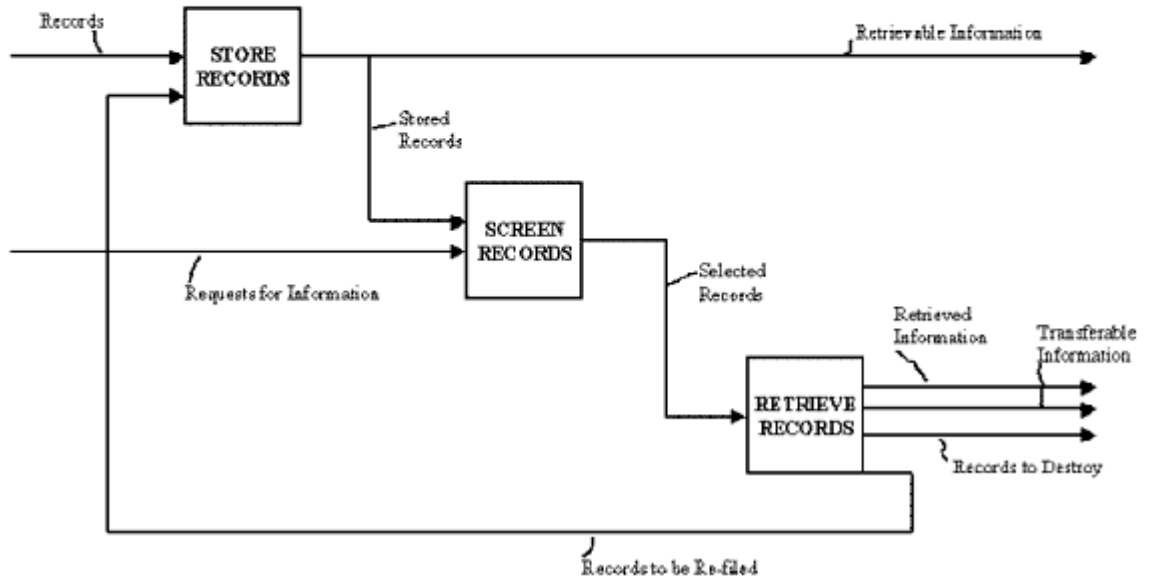 Records
STORE
RECORDS
Retrievable Information
Stored
Records
SCREEN
RECORDS
Requests for Information
Selected
Records
Retrieved
Information
Transferable
Information
RETRIEVE
RECORDS
Records to Destroy
Records to be Re-filed